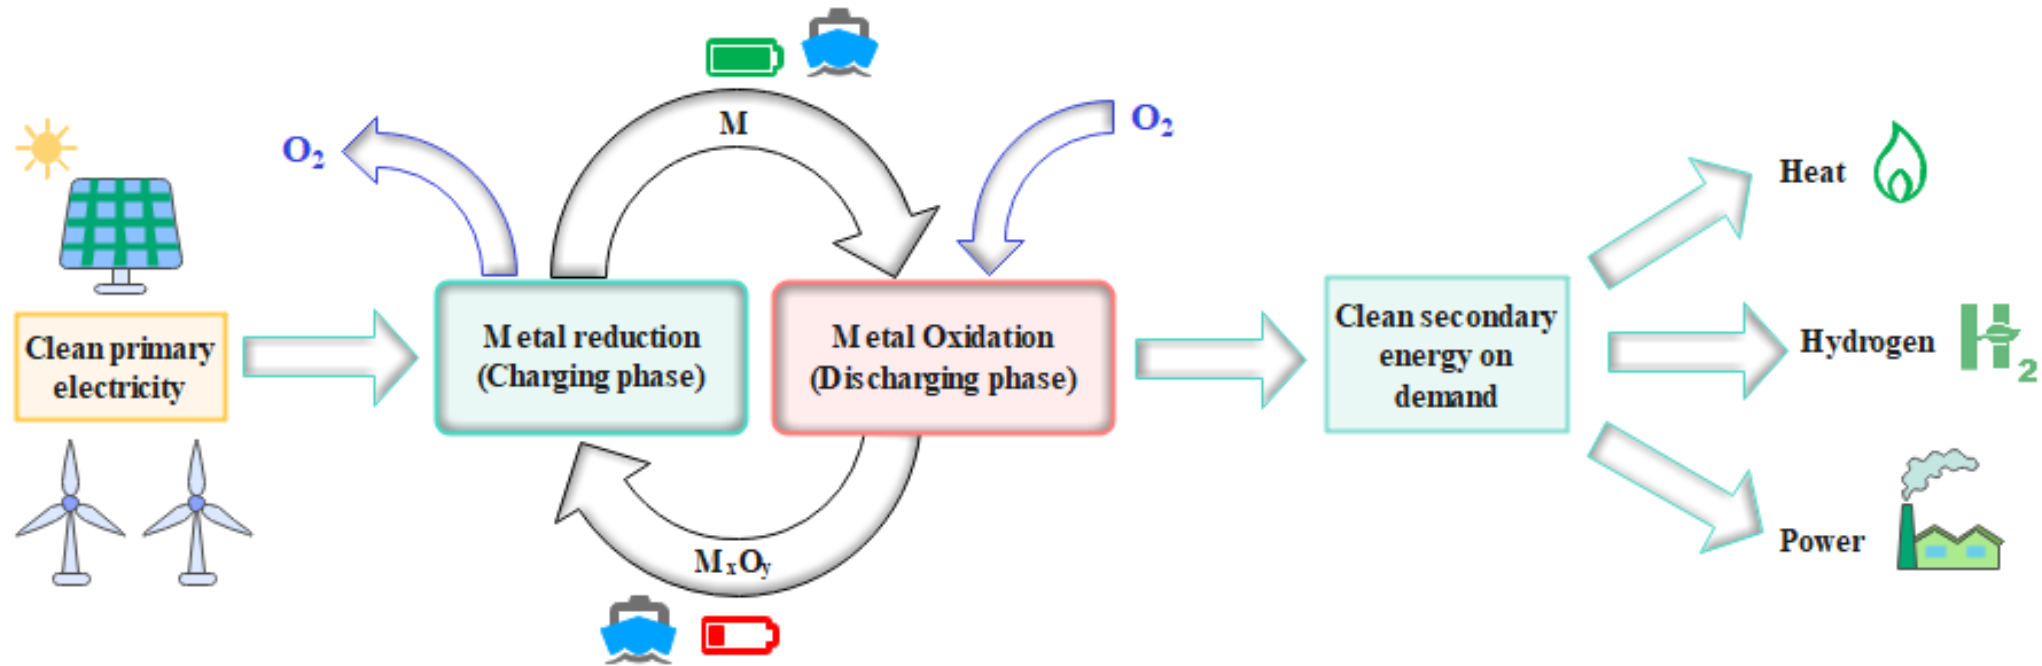 M
O₂
O₂
Clean primary
electricity
Metal reduction
(Charging phase)
Metal Oxidation
(Discharging phase)
Clean secondary
energy on
demand
Heat
Hydrogen
H₂
Power
MₓOᵧ